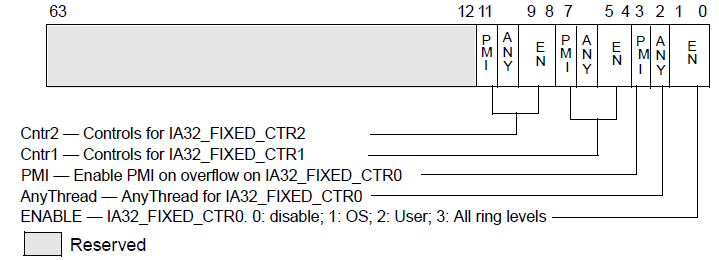 63 12 11 9 8 7 5 4 3 2 1 0
PMI ANY EN PMI ANY EN PMI ANY EN
Cntr2 — Controls for IA32_FIXED_CTR2
Cntr1 — Controls for IA32_FIXED_CTR1
PMI — Enable PMI on overflow on IA32_FIXED_CTR0
AnyThread — AnyThread for IA32_FIXED_CTR0
ENABLE — IA32_FIXED_CTR0. 0: disable; 1: OS; 2: User; 3: All ring levels
Reserved